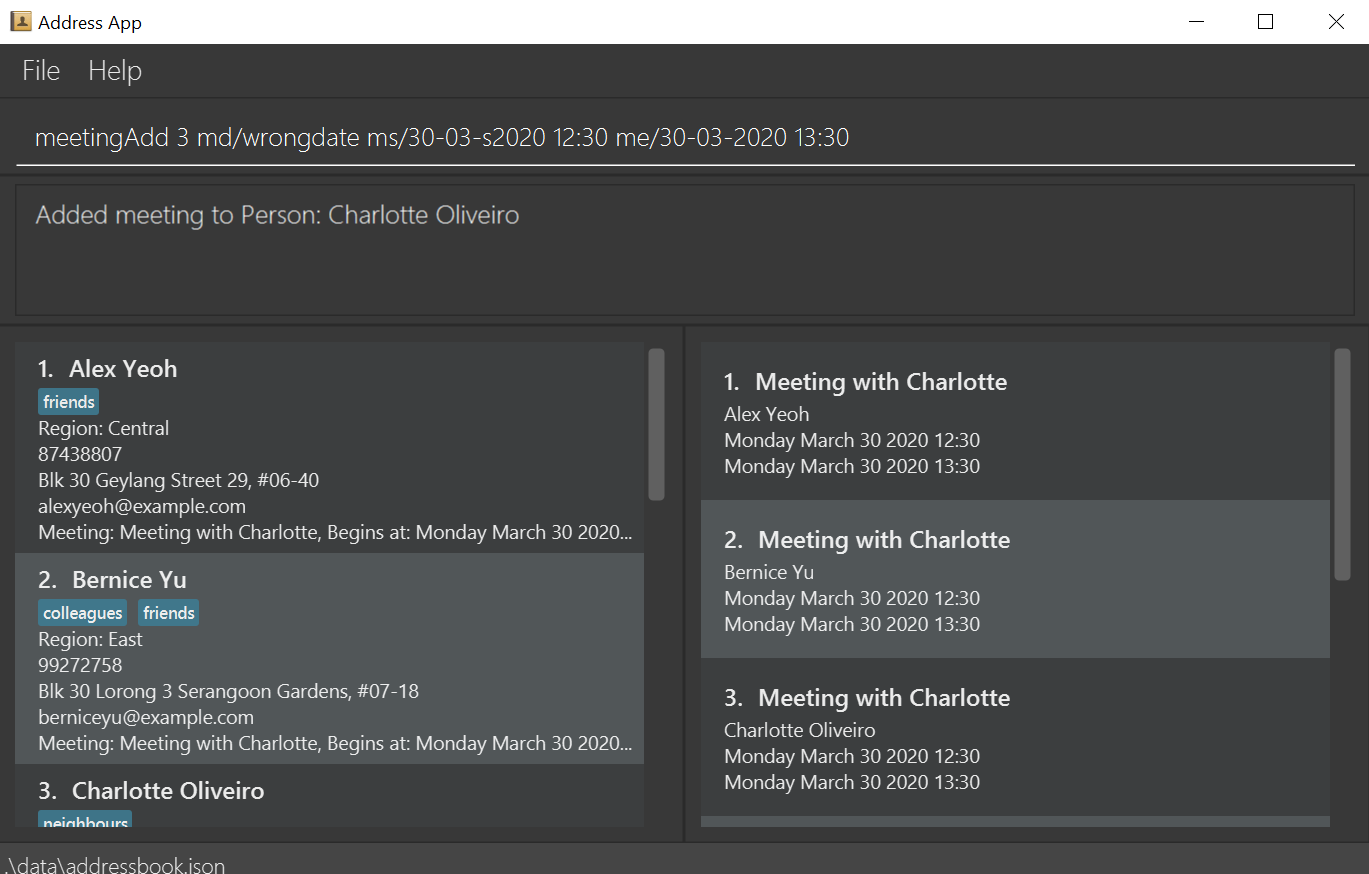 Address App
File Help
meetingAdd 3 md/wrongdate ms/30-03-s2020 12:30 me/30-03-2020 13:30
Added meeting to Person: Charlotte Oliveiro
1. Alex Yeoh
friends
Region: Central
87438807
Blk 30 Geylang Street 29, #06-40
alexyeoh@example.com
Meeting: Meeting with Charlotte, Begins at: Monday March 30 2020...
2. Bernice Yu
colleagues friends
Region: East
99272758
Blk 30 Lorong 3 Serangoon Gardens, #07-18
berniceyu@example.com
Meeting: Meeting with Charlotte, Begins at: Monday March 30 2020...
3. Charlotte Oliveiro
neighbours
1. Meeting with Charlotte
Alex Yeoh
Monday March 30 2020 12:30
Monday March 30 2020 13:30
2. Meeting with Charlotte
Bernice Yu
Monday March 30 2020 12:30
Monday March 30 2020 13:30
3. Meeting with Charlotte
Charlotte Oliveiro
Monday March 30 2020 12:30
Monday March 30 2020 13:30
.\data\addressbook.json